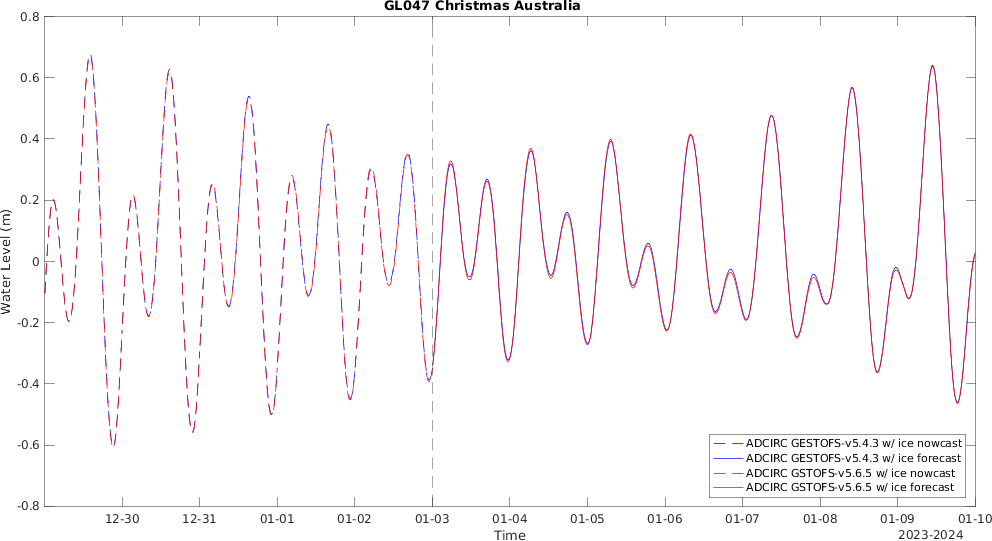 GL047 Christmas Australia
0.8
0.6
0.4
0.2
0
-0.2
-0.4
-0.6
-0.8
Water Level (m)
ADCIRC GESTOFS-v5.4.3 w/ ice nowcast
ADCIRC GESTOFS-v5.4.3 w/ ice forecast
ADCIRC GSTOFS-v5.6.5 w/ ice nowcast
ADCIRC GSTOFS-v5.6.5 w/ ice forecast
12-30 12-31 01-01 01-02 01-03 01-04 01-05 01-06 01-07 01-08 01-09 01-10
Time
2023-2024